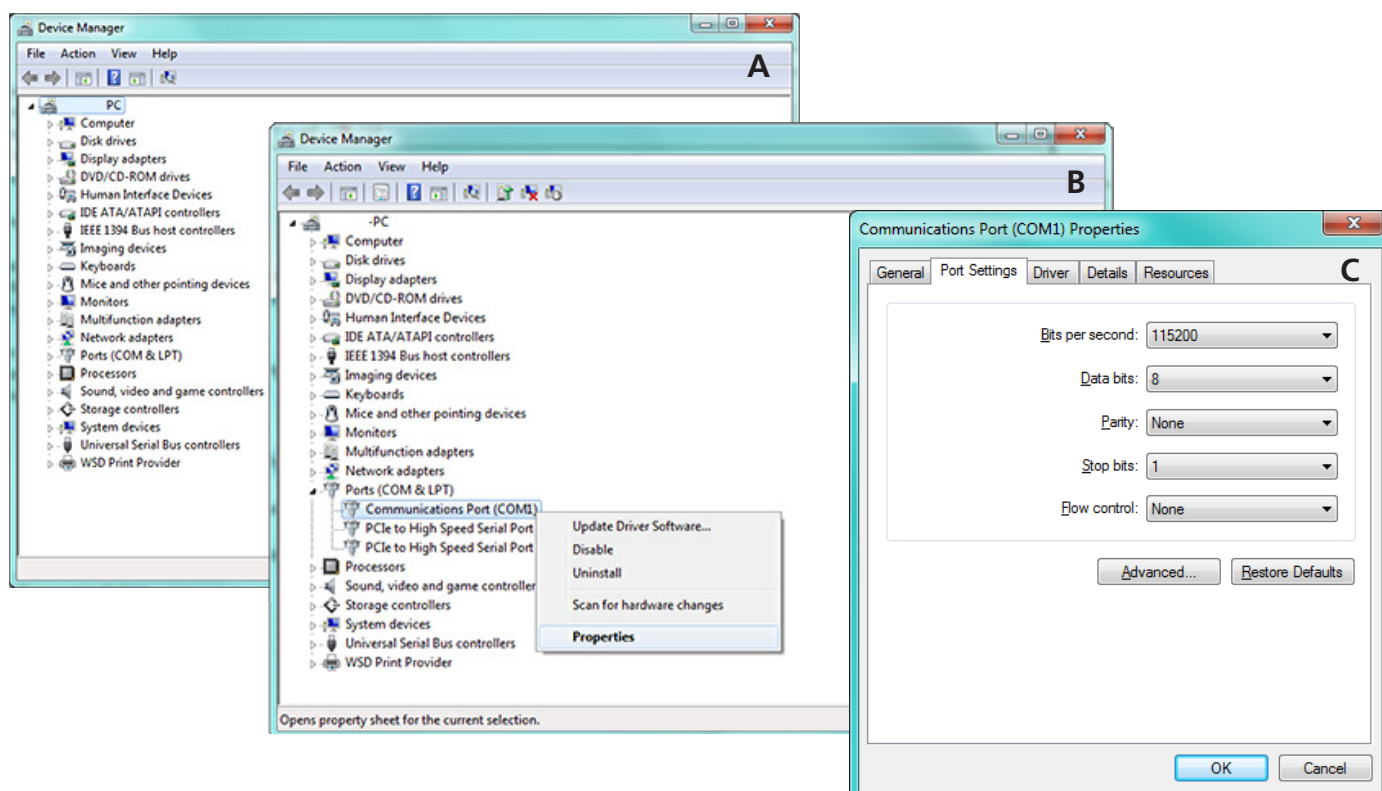 Device Manager
File Action View Help
A
PC
Computer
Disk drives
Display adapters
DVD/CD-ROM drives
Human Interface Devices
IDE ATA/ATAPI controllers
IEEE 1394 Bus host controllers
Imaging devices
Keyboards
Mice and other pointing devices
Monitors
Multifunction adapters
Network adapters
Ports (COM & LPT)
Processors
Sound, video and game controllers
Storage controllers
System devices
Universal Serial Bus controllers
WSD Print Provider
Device Manager
File Action View Help
B
-PC
Computer
Disk drives
Display adapters
DVD/CD-ROM drives
Human Interface Devices
IDE ATA/ATAPI controllers
IEEE 1394 Bus host controllers
Imaging devices
Keyboards
Mice and other pointing devices
Monitors
Multifunction adapters
Network adapters
Ports (COM & LPT)
Communications Port (COM1)
PCIe to High Speed Serial Port
PCIe to High Speed Serial Port
Processors
Sound, video and game controller
Storage controllers
System devices
Universal Serial Bus controllers
WSD Print Provider
Update Driver Software...
Disable
Uninstall
Scan for hardware changes
Properties
Opens property sheet for the current selection.
Communications Port (COM1) Properties
General Port Settings Driver Details Resources
C
Bits per second: 115200
Data bits: 8
Parity: None
Stop bits: 1
Flow control: None
Advanced... Restore Defaults
OK Cancel